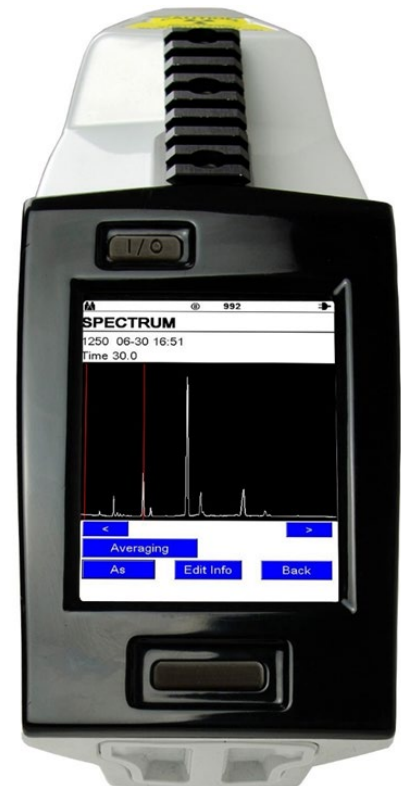 I/O
992
SPECTRUM
1250 06-30 16:51
Time 30.0
< >
Averaging
As Edit Info Back